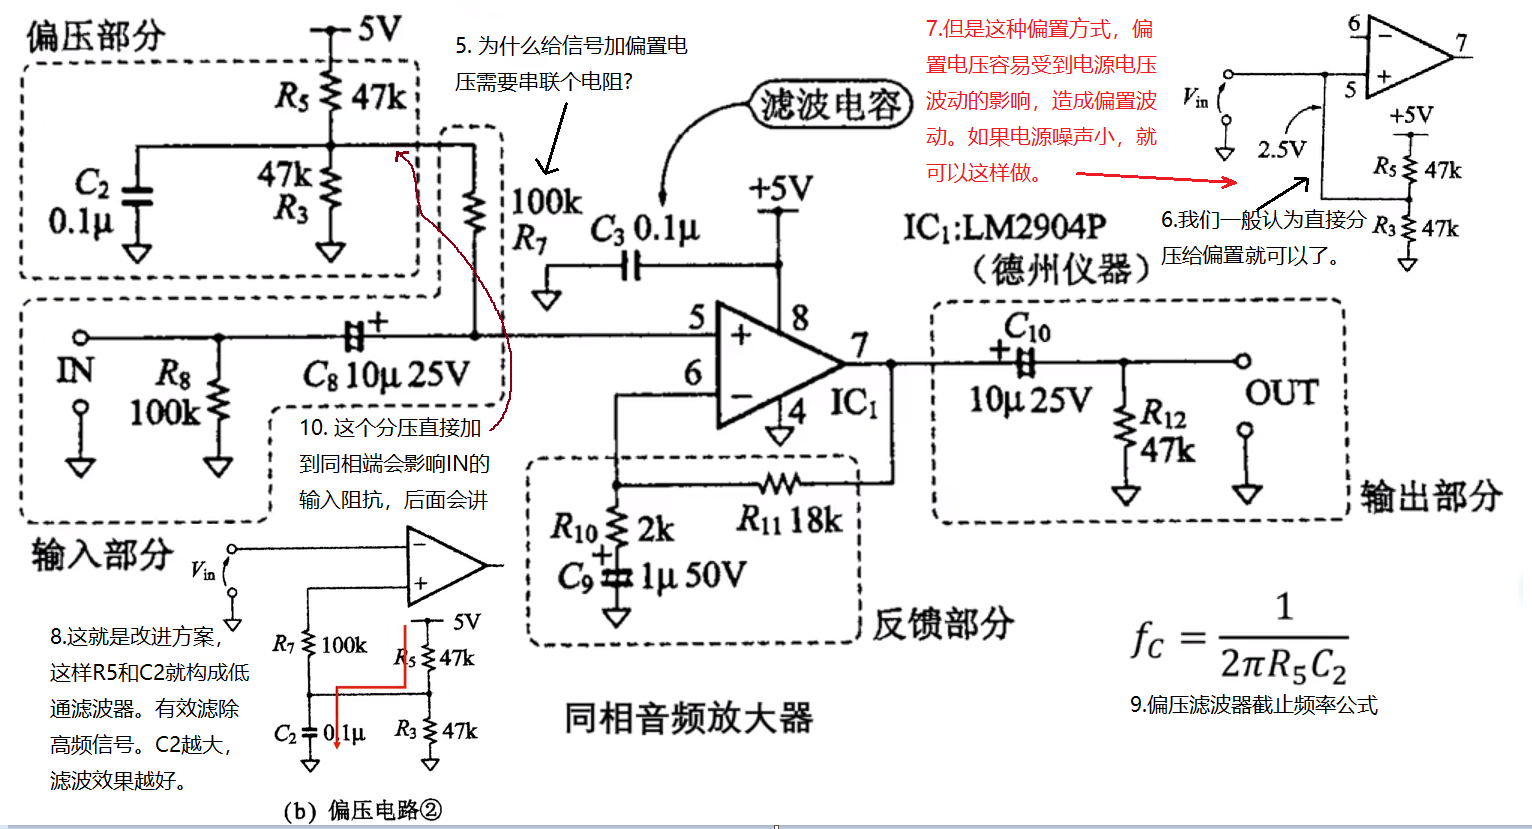 偏压部分
5V
R5 47k
C2
0.1μ
47k
R3
5. 为什么给信号加偏置电
压需要串联个电阻?
滤波电容
100k
R7
C3 0.1μ
+5V
7.但是这种偏置方式，偏
置电压容易受到电源电压
波动的影响，造成偏置波
动。如果电源噪声小，就
可以这样做。
6
7
5
Vin
2.5V
+5V
R5 47k
R3 47k
6.我们一般认为直接分
压给偏置就可以了。
IC1:LM2904P
（德州仪器）
IN
R8
100k
+
C8 10μ 25V
5
+
6
−
8
7
4
IC1
C10
+
10μ 25V
R12
47k
OUT
输出部分
10. 这个分压直接加
到同相端会影响IN的
输入阻抗，后面会讲
R10 2k
R11 18k
+
C9 1μ 50V
反馈部分
输入部分
Vin
−
+
5V
R7 100k
R5 47k
C2 0.1μ
R3 47k
(b) 偏压电路②
8.这就是改进方案，
这样R5和C2就构成低
通滤波器。有效滤除
高频信号。C2越大，
滤波效果越好。
同相音频放大器
fC = 1 / 2πR5C2
9.偏压滤波器截止频率公式